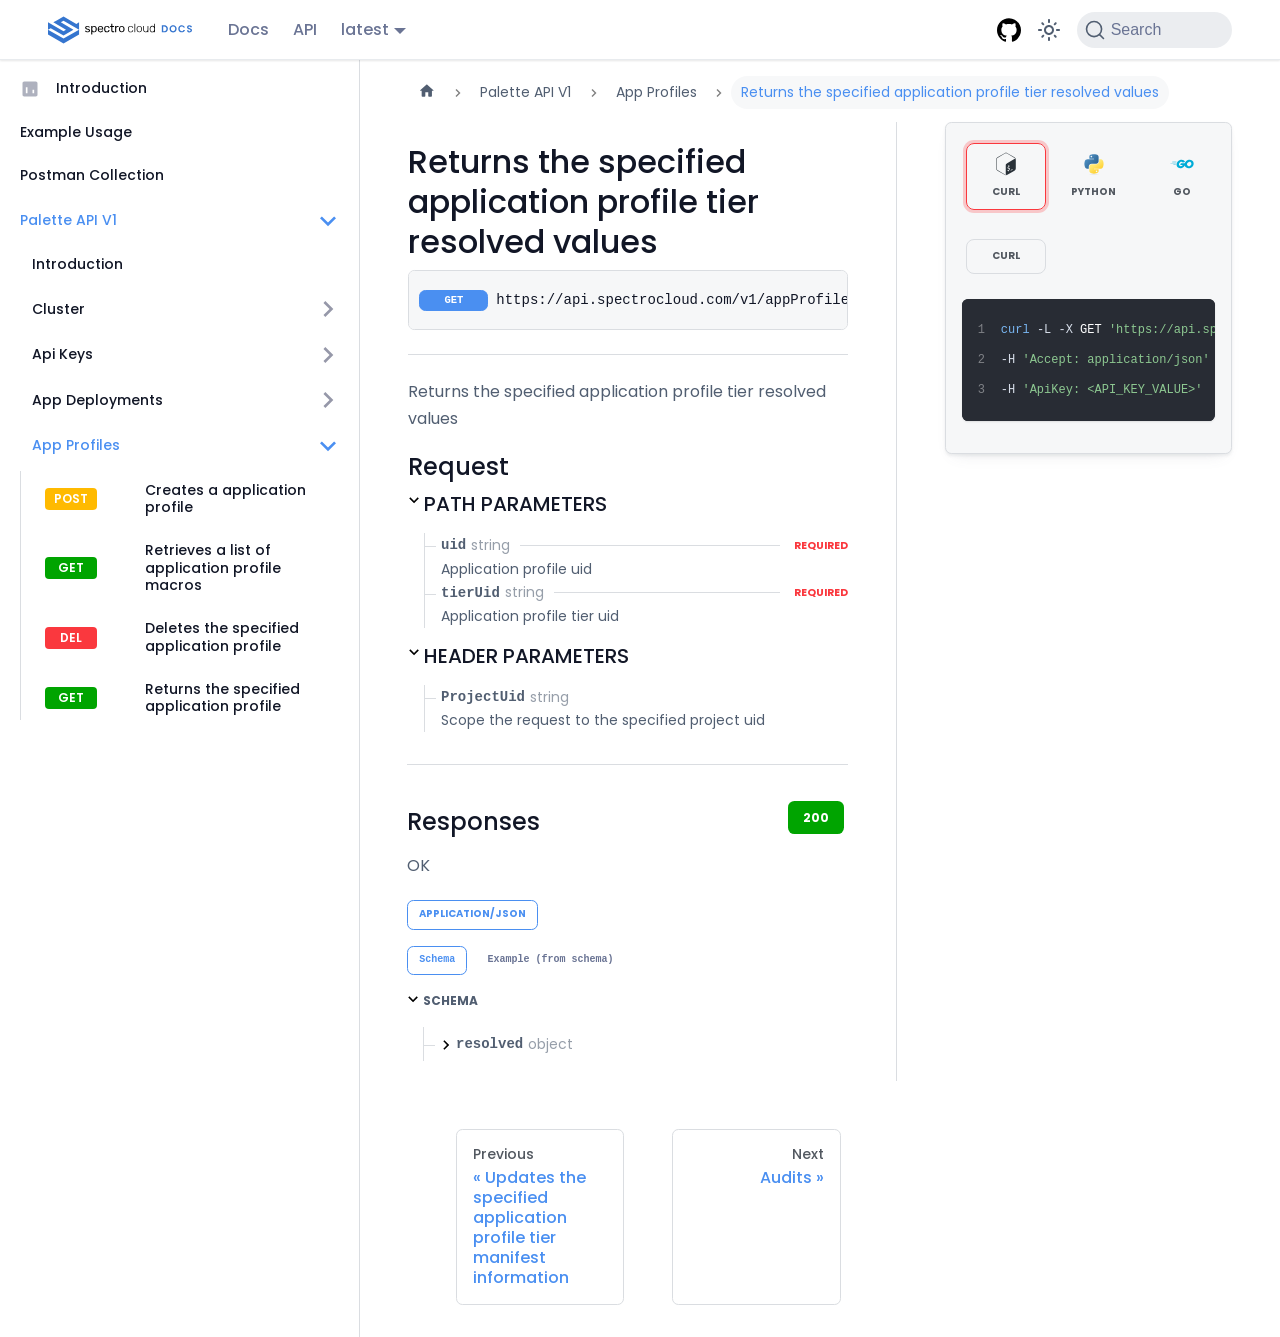 spectro cloud DOCS
Docs
API
latest
Search
Introduction
Example Usage
Postman Collection
Palette API V1
Introduction
Cluster
Api Keys
App Deployments
App Profiles
POST
Creates a application
profile
GET
Retrieves a list of
application profile
macros
DEL
Deletes the specified
application profile
GET
Returns the specified
application profile
Palette API V1
App Profiles
Returns the specified application profile tier resolved values
Returns the specified
application profile tier
resolved values
GET https://api.spectrocloud.com/v1/appProfile
Returns the specified application profile tier resolved
values
Request
PATH PARAMETERS
uid string REQUIRED
Application profile uid
tierUid string REQUIRED
Application profile tier uid
HEADER PARAMETERS
ProjectUid string
Scope the request to the specified project uid
Responses
200
OK
APPLICATION/JSON
Schema
Example (from schema)
SCHEMA
resolved object
CURL
PYTHON
GO
CURL
1 curl -L -X GET 'https://api.sp
2 -H 'Accept: application/json'
3 -H 'ApiKey: <API_KEY_VALUE>'
Previous
« Updates the
specified
application
profile tier
manifest
information
Next
Audits »